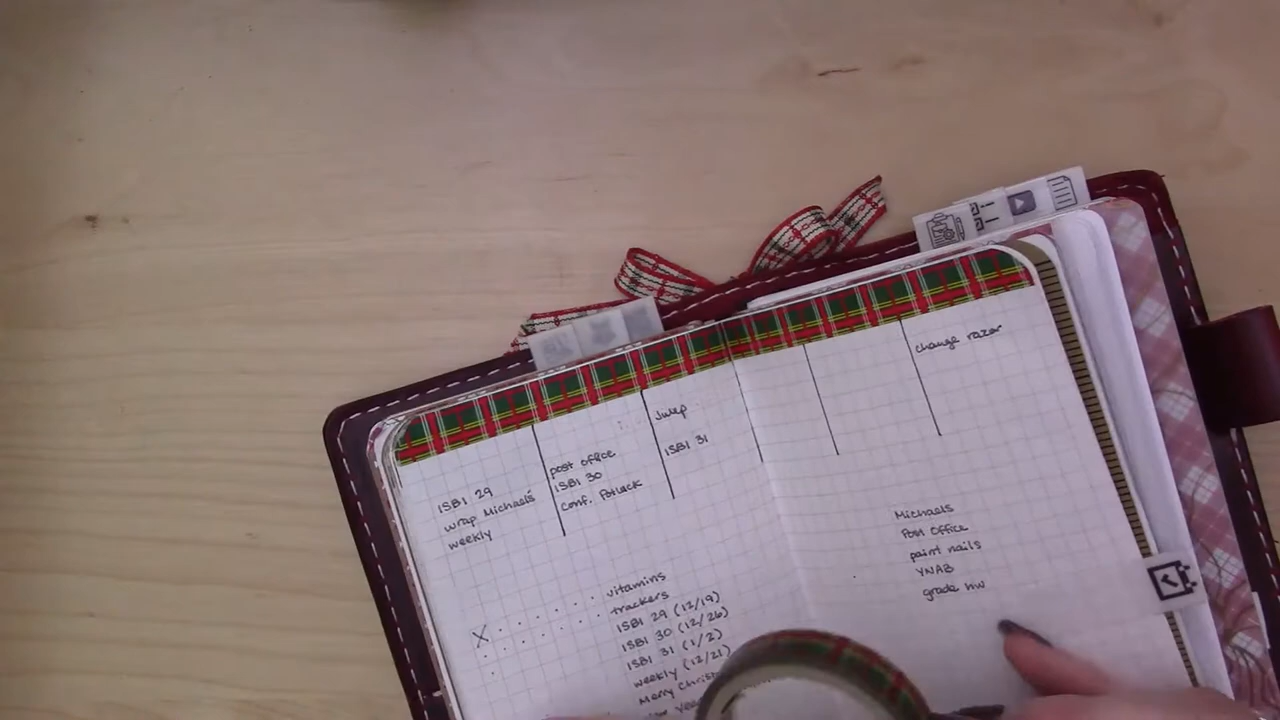 ISBI 29
wrap Michaels'
weekly
post office
ISBI 30
conf. Potluck
Julep
ISBI 31
change razor
vitamins
trackers
ISBI 29 (12/19)
ISBI 30 (12/26)
ISBI 31 (1/2)
weekly (12/21)
Merry
Michaels
Post Office
paint nails
YNAB
grade hw
X